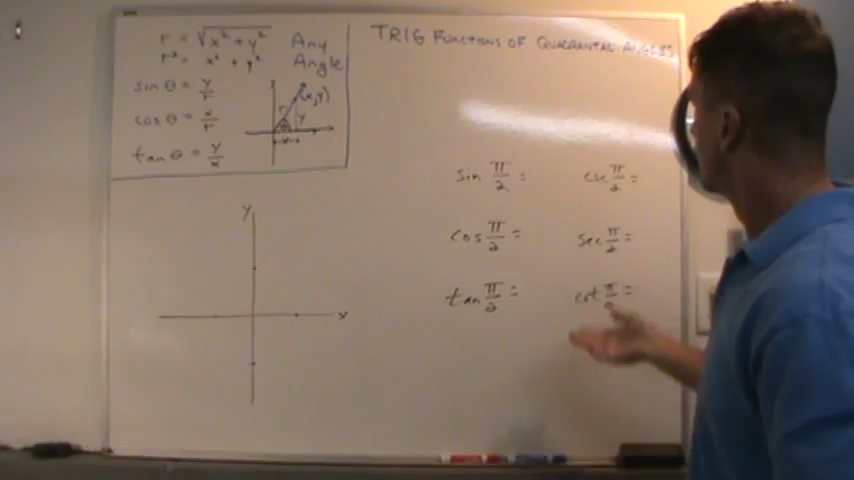 r = √x² + y² Any
r² = x² + y² Angle
sin θ = y/r
cos θ = x/r
tan θ = y/x
(x,y)
r
y
θ
x
TRIG FUNCTIONS OF QUADRANTAL ANGLES
sin π/2 = csc π/2 =
cos π/2 = sec π/2 =
tan π/2 = cot π/2 =
y
x